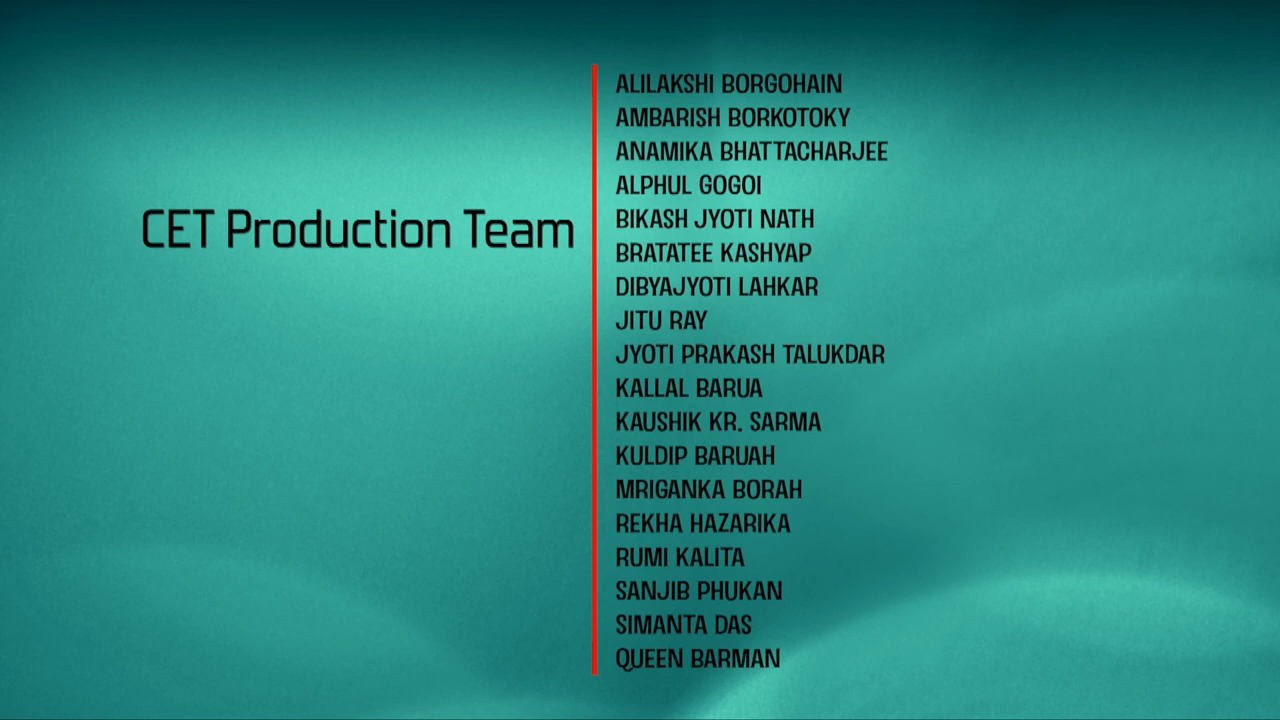 CET Production Team
ALILAKSHI BORGOHAIN
AMBARISH BORKOTOKY
ANAMIKA BHATTACHARJEE
ALPHUL GOGOI
BIKASH JYOTI NATH
BRATATEE KASHYAP
DIBYAJYOTI LAHKAR
JITU RAY
JYOTI PRAKASH TALUKDAR
KALLAL BARUA
KAUSHIK KR. SARMA
KULDIP BARUAH
MRIGANKA BORAH
REKHA HAZARIKA
RUMI KALITA
SANJIB PHUKAN
SIMANTA DAS
QUEEN BARMAN